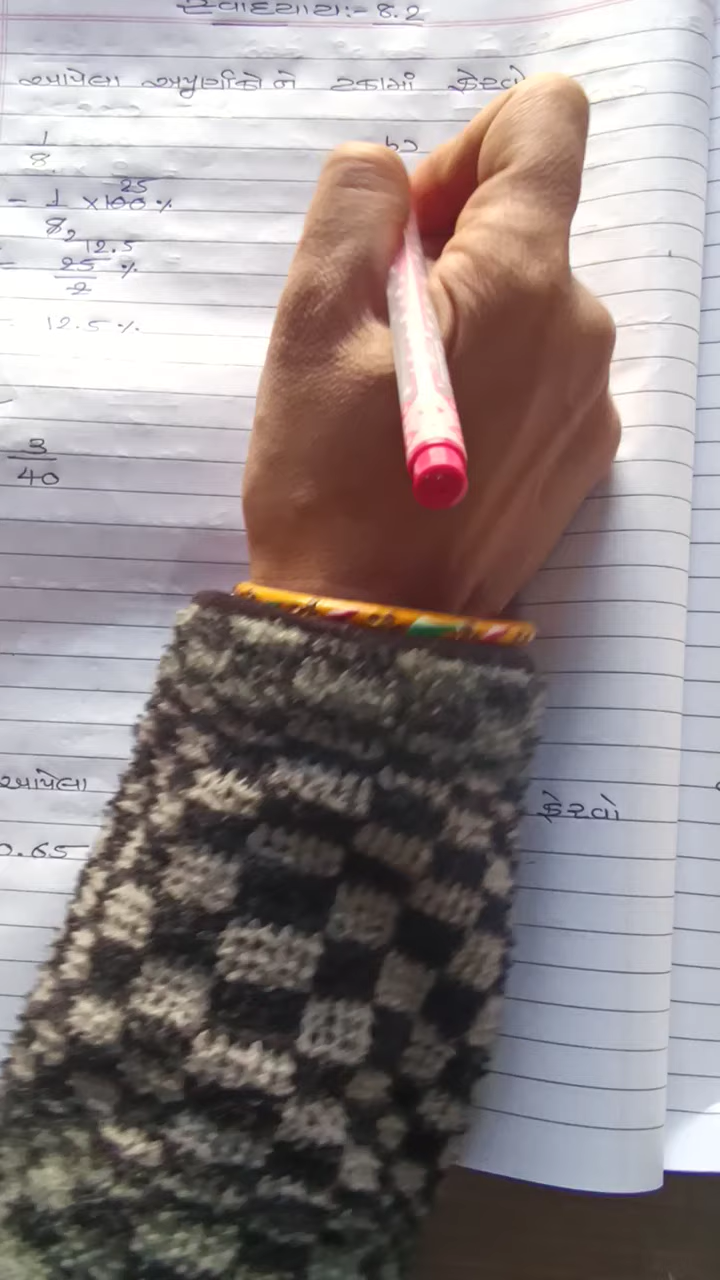 સ્વાધ્યાય:- 8.2
આપેલા અપૂર્ણાંકોને ટકામાં ફેરવો
1/8
= 1/8 × 100 % 25
2 12.5
= 25/2 %
12.5 %
3/40
આપેલા ફેરવો
0.65